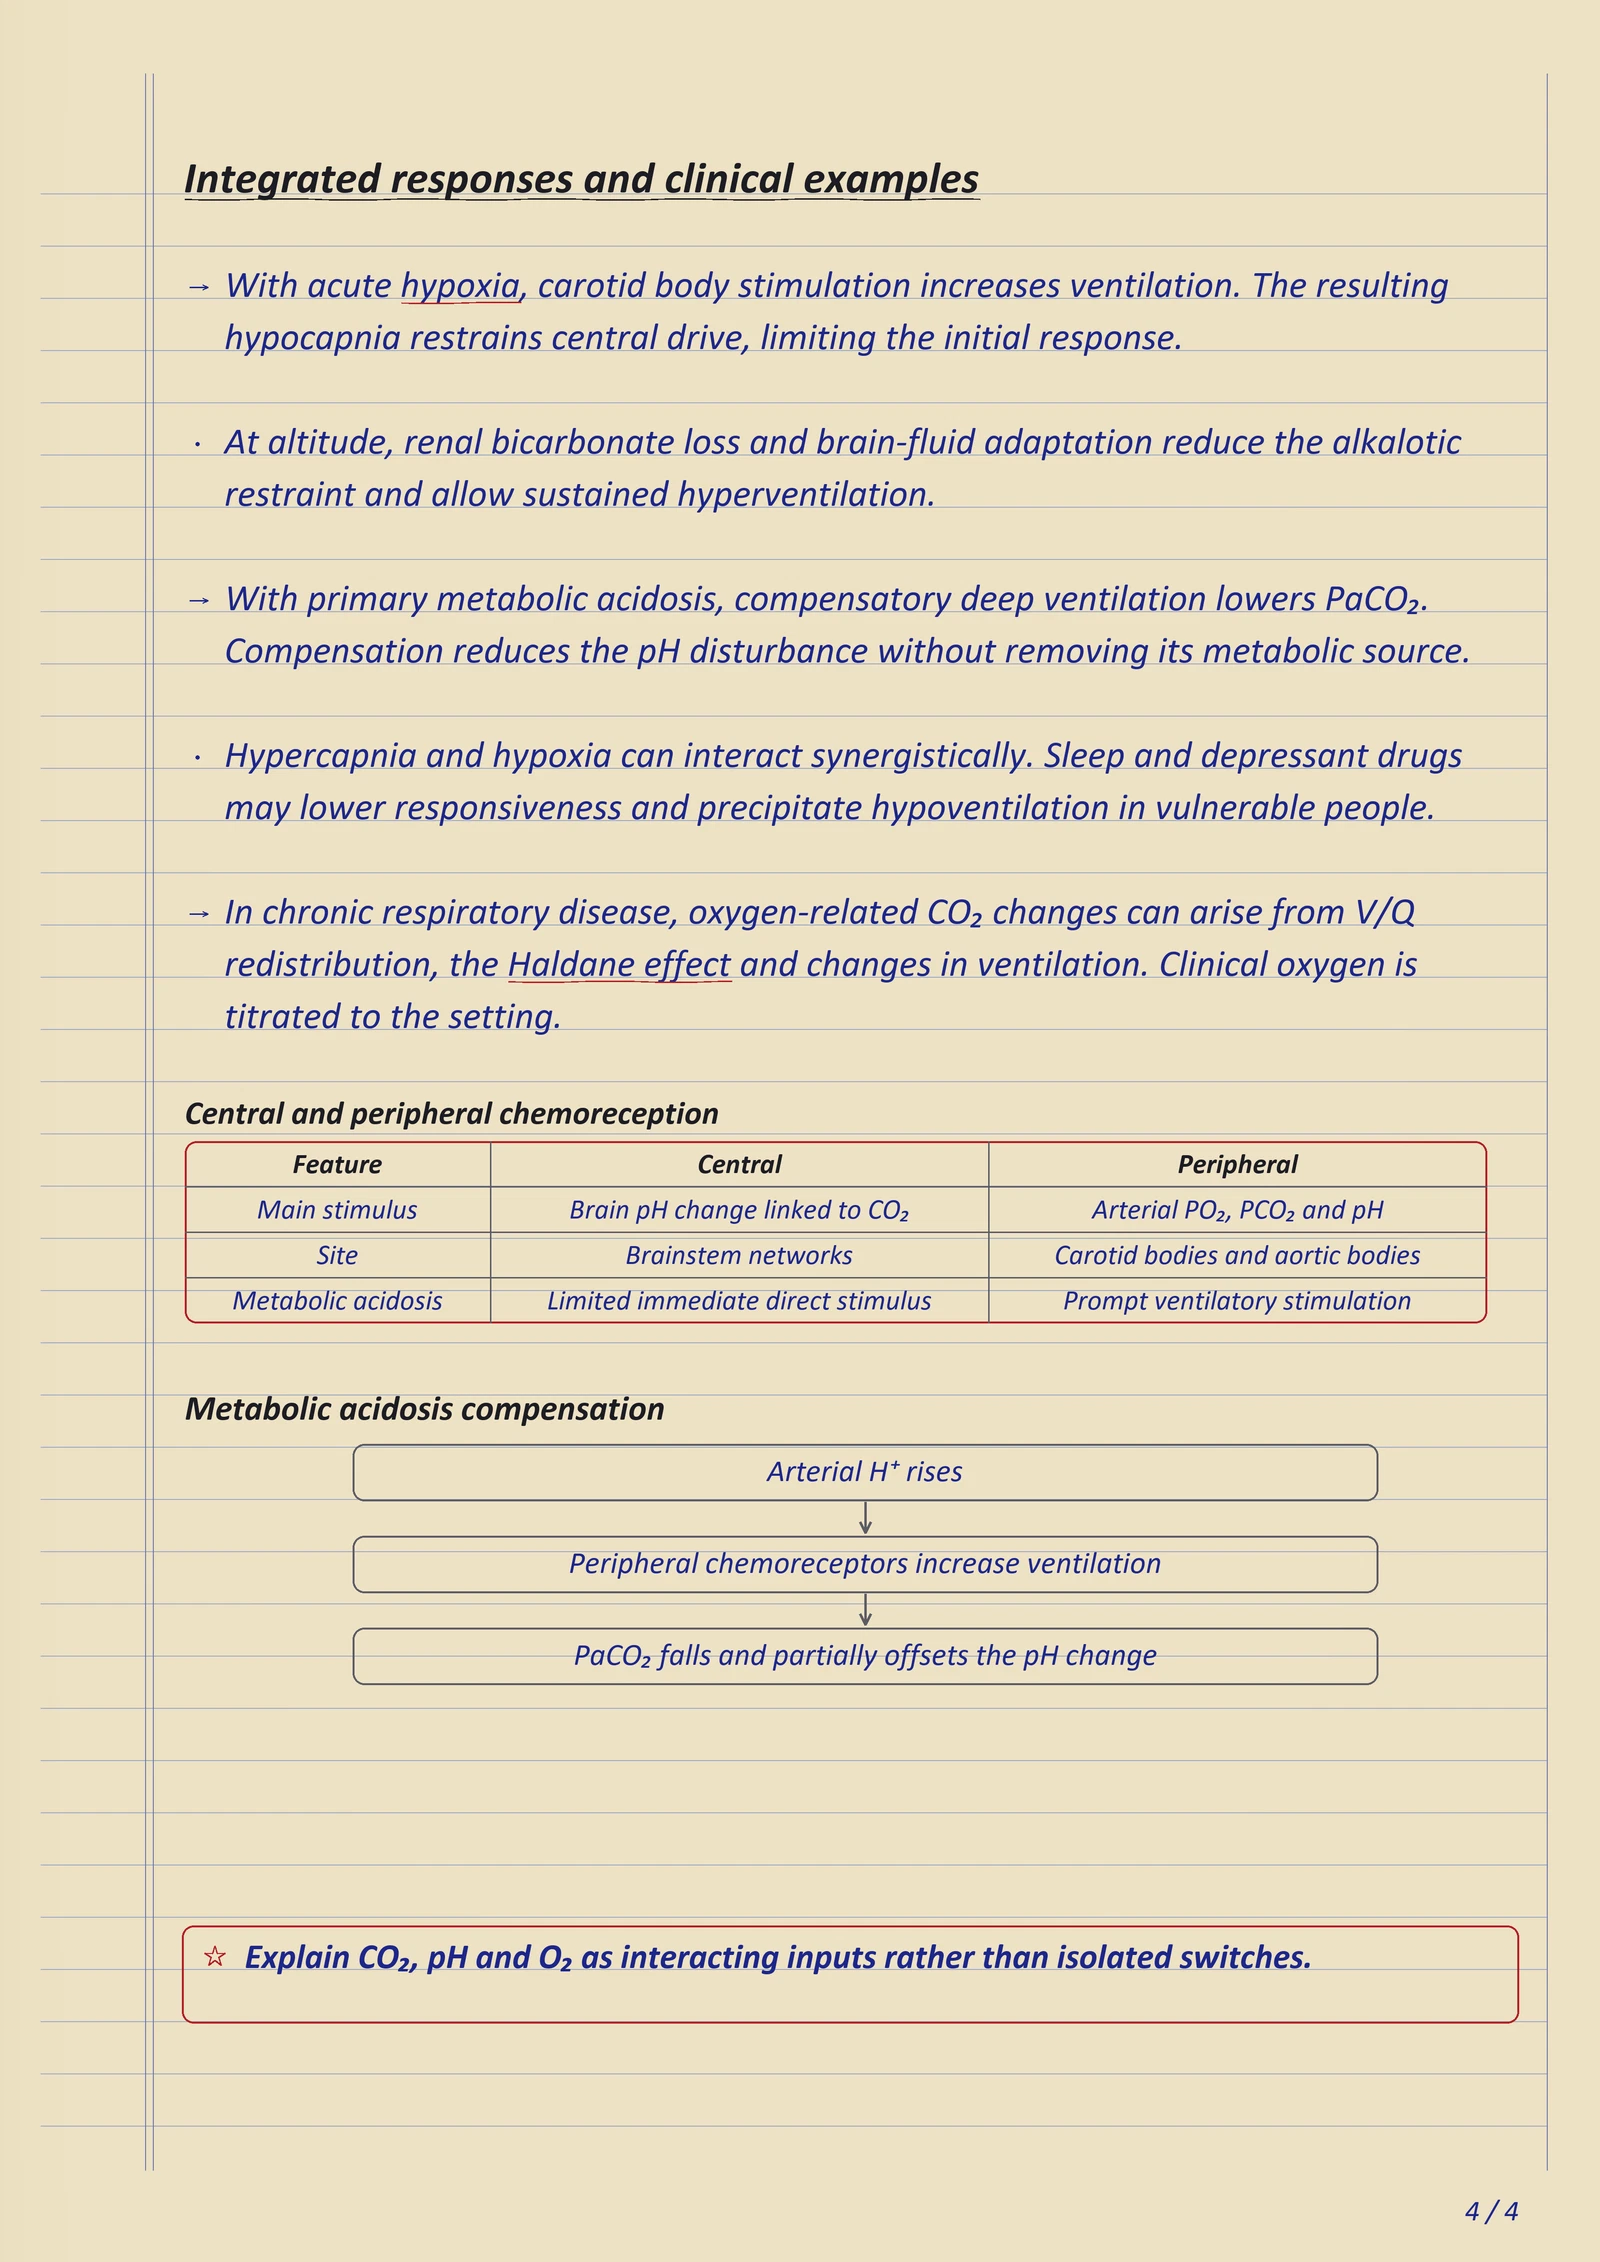 Integrated responses and clinical examples
→ With acute hypoxia, carotid body stimulation increases ventilation. The resulting
hypocapnia restrains central drive, limiting the initial response.
· At altitude, renal bicarbonate loss and brain-fluid adaptation reduce the alkalotic
restraint and allow sustained hyperventilation.
→ With primary metabolic acidosis, compensatory deep ventilation lowers PaCO₂.
Compensation reduces the pH disturbance without removing its metabolic source.
· Hypercapnia and hypoxia can interact synergistically. Sleep and depressant drugs
may lower responsiveness and precipitate hypoventilation in vulnerable people.
→ In chronic respiratory disease, oxygen-related CO₂ changes can arise from V/Q
redistribution, the Haldane effect and changes in ventilation. Clinical oxygen is
titrated to the setting.
Central and peripheral chemoreception
Feature Central Peripheral
Main stimulus Brain pH change linked to CO₂ Arterial PO₂, PCO₂ and pH
Site Brainstem networks Carotid bodies and aortic bodies
Metabolic acidosis Limited immediate direct stimulus Prompt ventilatory stimulation
Metabolic acidosis compensation
Arterial H⁺ rises
Peripheral chemoreceptors increase ventilation
PaCO₂ falls and partially offsets the pH change
☆ Explain CO₂, pH and O₂ as interacting inputs rather than isolated switches.
4 / 4